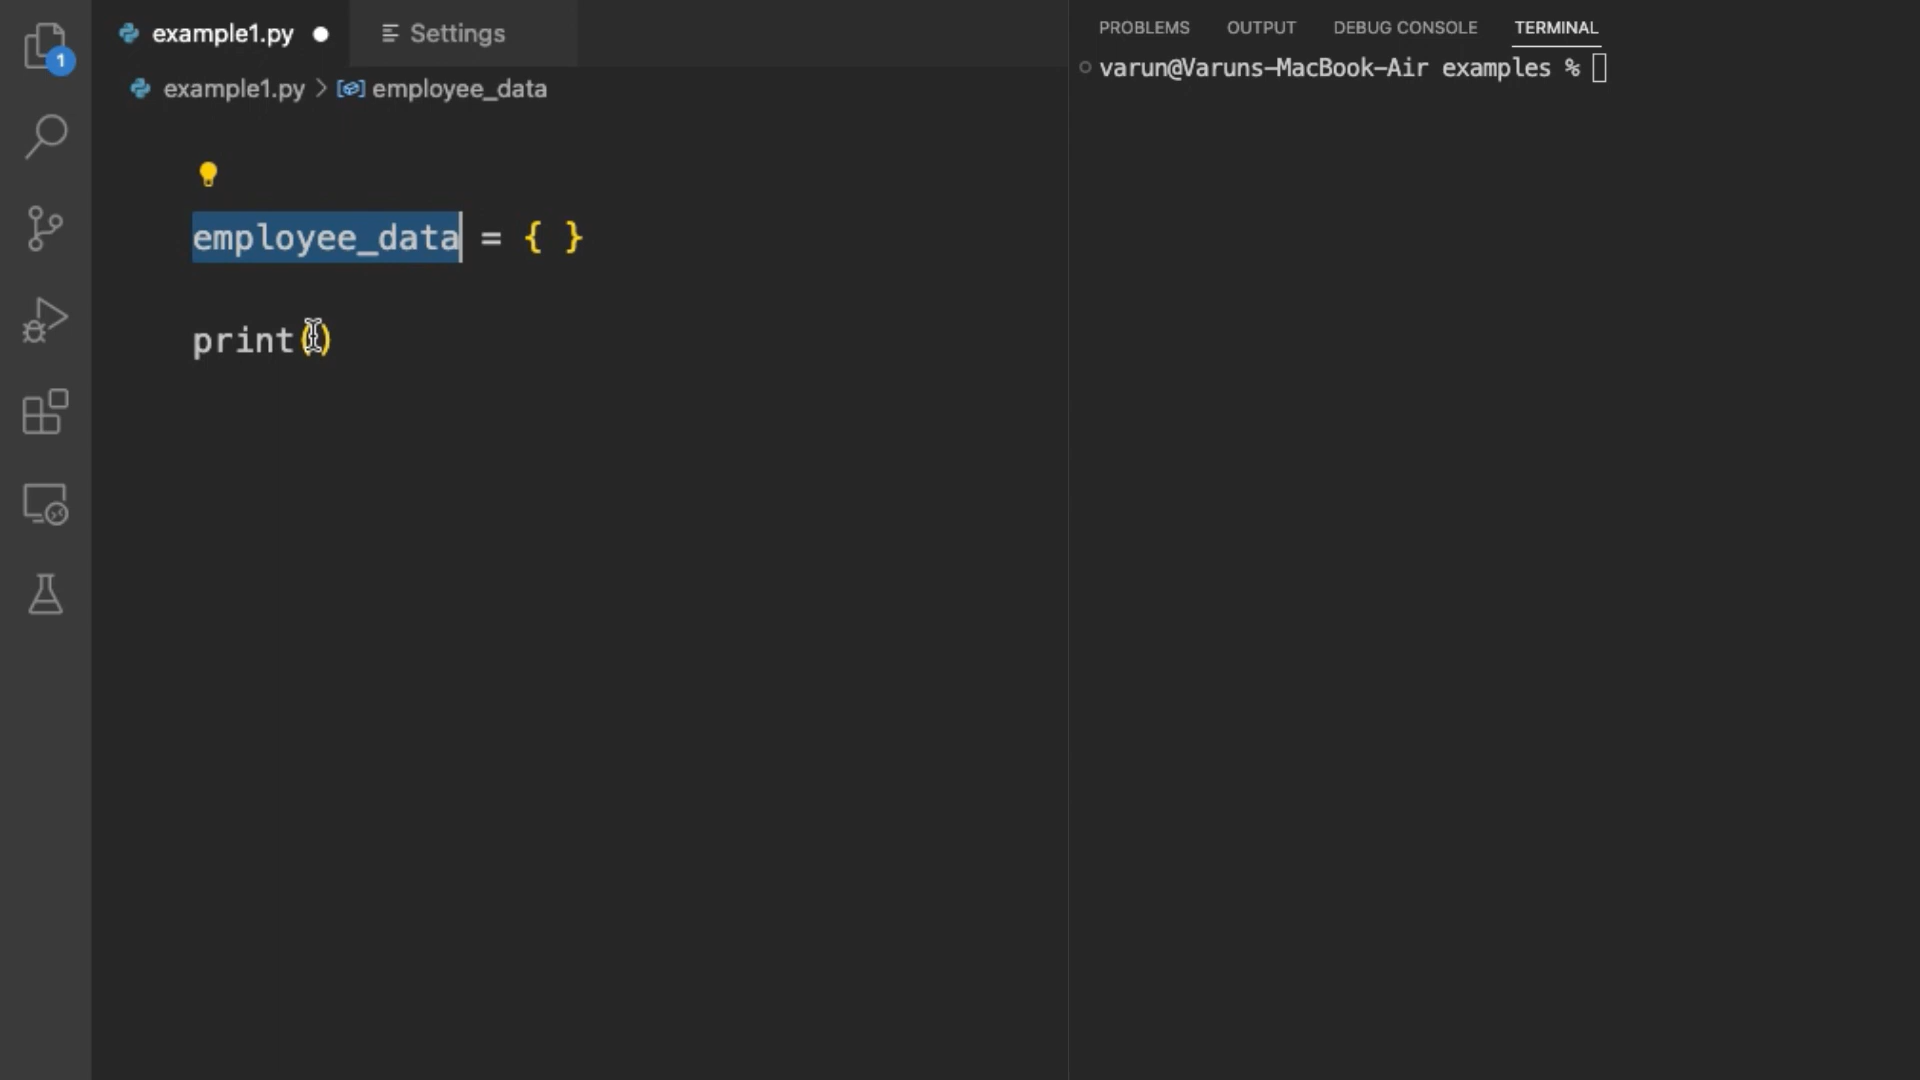 example1.py
Settings
example1.py > employee_data
employee_data = { }
print()
1
PROBLEMS OUTPUT DEBUG CONSOLE TERMINAL
varun@Varuns-MacBook-Air examples %